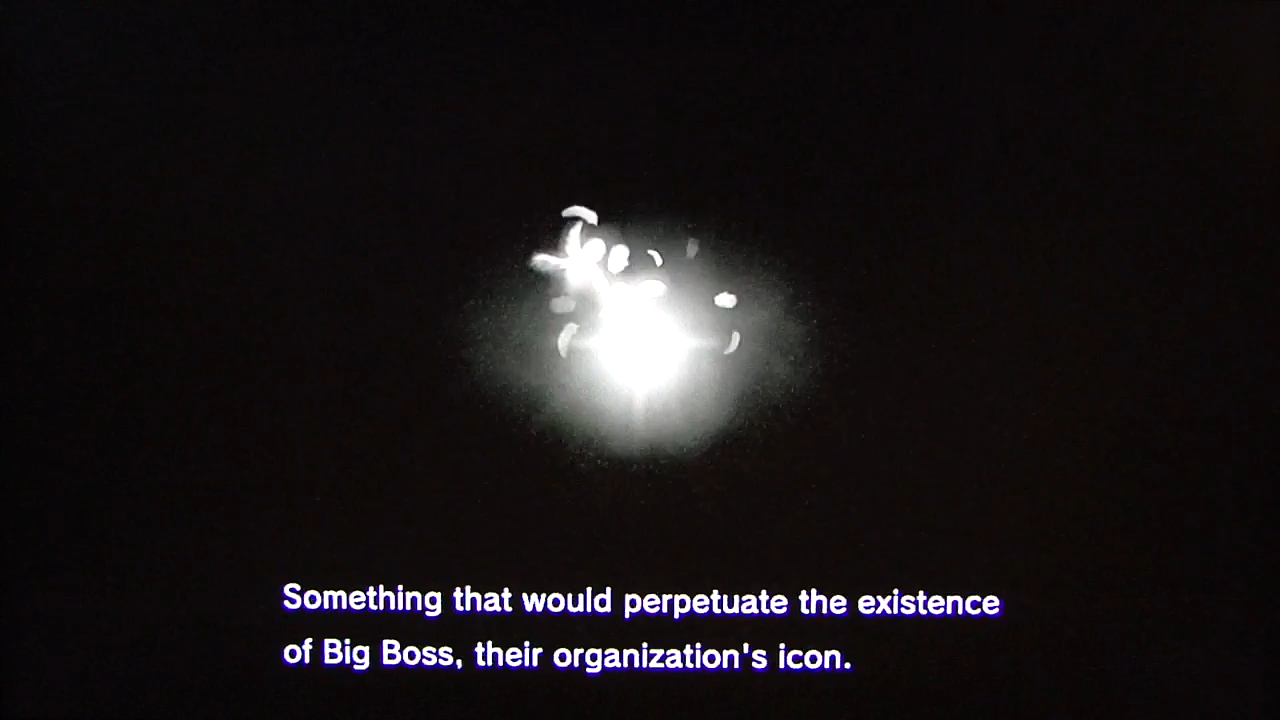 Something that would perpetuate the existence
of Big Boss, their organization's icon.